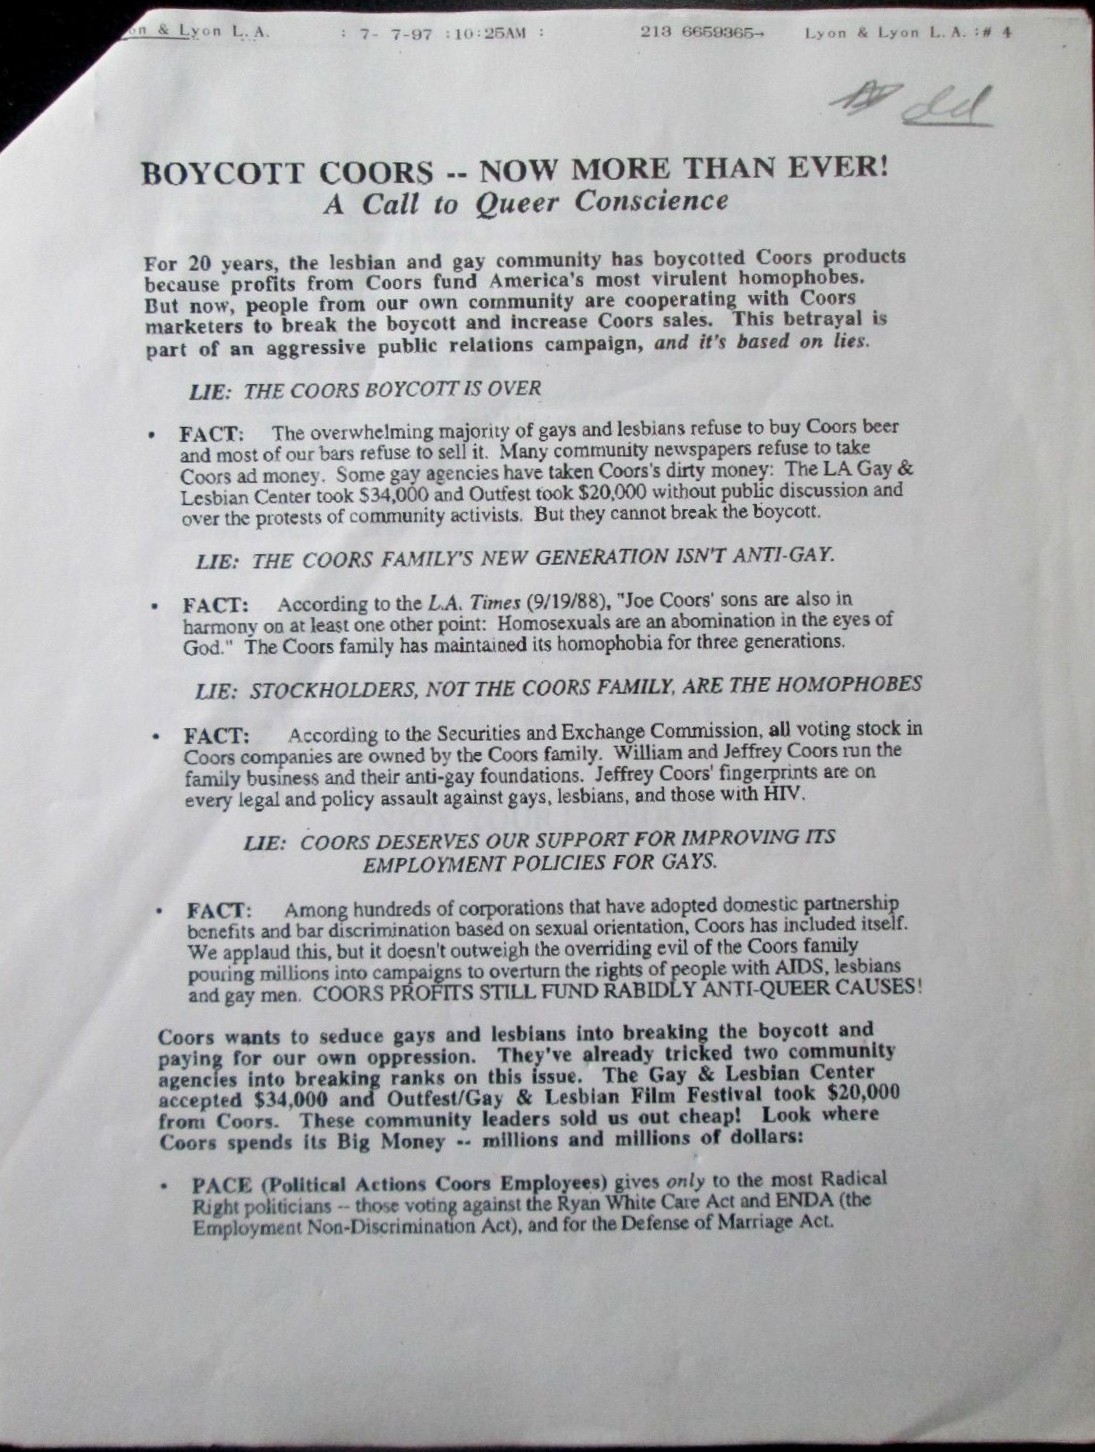 on & Lyon L.A. : 7- 7-97 :10:25AM : 213 6659365→ Lyon & Lyon L.A. :# 4
BOYCOTT COORS -- NOW MORE THAN EVER!
A Call to Queer Conscience
For 20 years, the lesbian and gay community has boycotted Coors products
because profits from Coors fund America's most virulent homophobes.
But now, people from our own community are cooperating with Coors
marketers to break the boycott and increase Coors sales. This betrayal is
part of an aggressive public relations campaign, and it's based on lies.
LIE: THE COORS BOYCOTT IS OVER
• FACT: The overwhelming majority of gays and lesbians refuse to buy Coors beer
and most of our bars refuse to sell it. Many community newspapers refuse to take
Coors ad money. Some gay agencies have taken Coors's dirty money: The LA Gay &
Lesbian Center took $34,000 and Outfest took $20,000 without public discussion and
over the protests of community activists. But they cannot break the boycott.
LIE: THE COORS FAMILY'S NEW GENERATION ISN'T ANTI-GAY.
• FACT: According to the L.A. Times (9/19/88), "Joe Coors' sons are also in
harmony on at least one other point: Homosexuals are an abomination in the eyes of
God." The Coors family has maintained its homophobia for three generations.
LIE: STOCKHOLDERS, NOT THE COORS FAMILY, ARE THE HOMOPHOBES
• FACT: According to the Securities and Exchange Commission, all voting stock in
Coors companies are owned by the Coors family. William and Jeffrey Coors run the
family business and their anti-gay foundations. Jeffrey Coors' fingerprints are on
every legal and policy assault against gays, lesbians, and those with HIV.
LIE: COORS DESERVES OUR SUPPORT FOR IMPROVING ITS
EMPLOYMENT POLICIES FOR GAYS.
• FACT: Among hundreds of corporations that have adopted domestic partnership
benefits and bar discrimination based on sexual orientation, Coors has included itself.
We applaud this, but it doesn't outweigh the overriding evil of the Coors family
pouring millions into campaigns to overturn the rights of people with AIDS, lesbians
and gay men. COORS PROFITS STILL FUND RABIDLY ANTI-QUEER CAUSES!
Coors wants to seduce gays and lesbians into breaking the boycott and
paying for our own oppression. They've already tricked two community
agencies into breaking ranks on this issue. The Gay & Lesbian Center
accepted $34,000 and Outfest/Gay & Lesbian Film Festival took $20,000
from Coors. These community leaders sold us out cheap! Look where
Coors spends its Big Money -- millions and millions of dollars:
• PACE (Political Actions Coors Employees) gives only to the most Radical
Right politicians -- those voting against the Ryan White Care Act and ENDA (the
Employment Non-Discrimination Act), and for the Defense of Marriage Act.